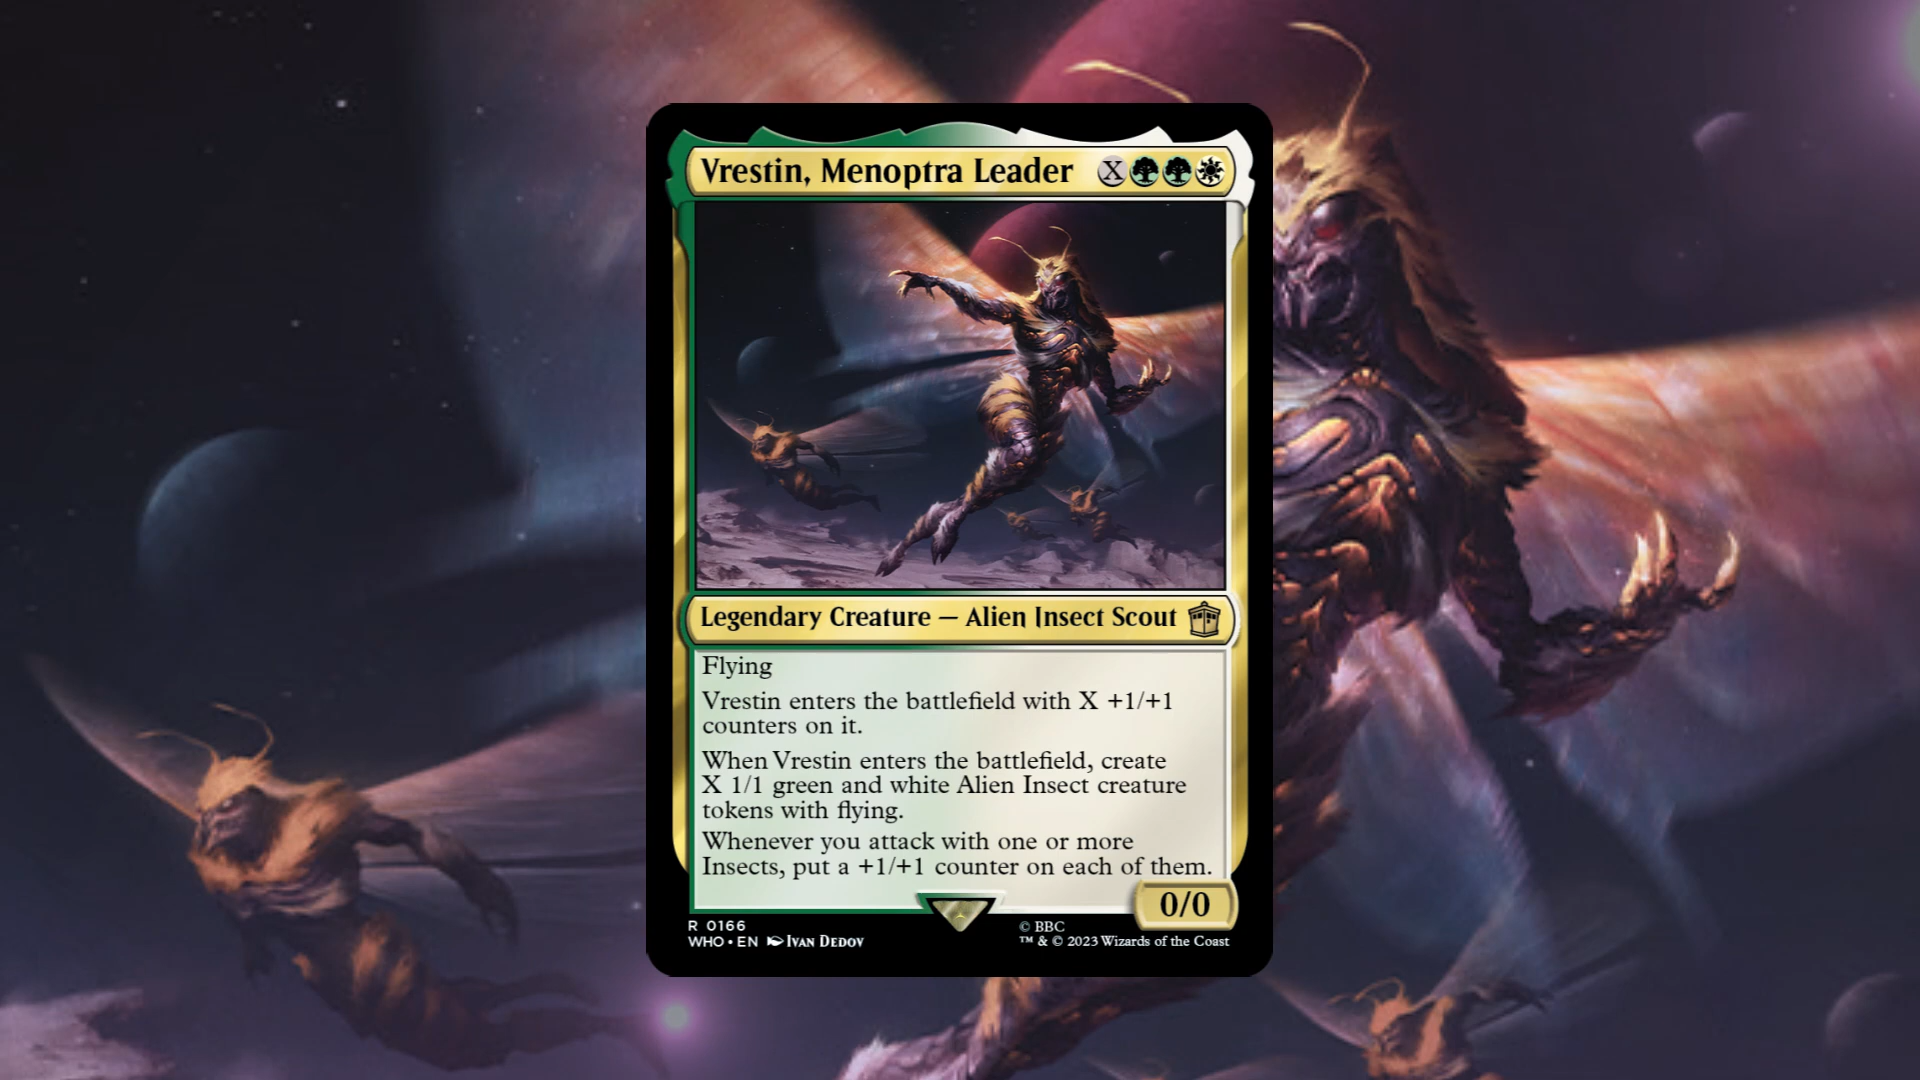 Vrestin, Menoptra Leader X
Legendary Creature — Alien Insect Scout
Flying
Vrestin enters the battlefield with X +1/+1
counters on it.
When Vrestin enters the battlefield, create
X 1/1 green and white Alien Insect creature
tokens with flying.
Whenever you attack with one or more
Insects, put a +1/+1 counter on each of them.
0/0
R 0166
WHO • EN Ivan Dedov
© BBC
™ & © 2023 Wizards of the Coast